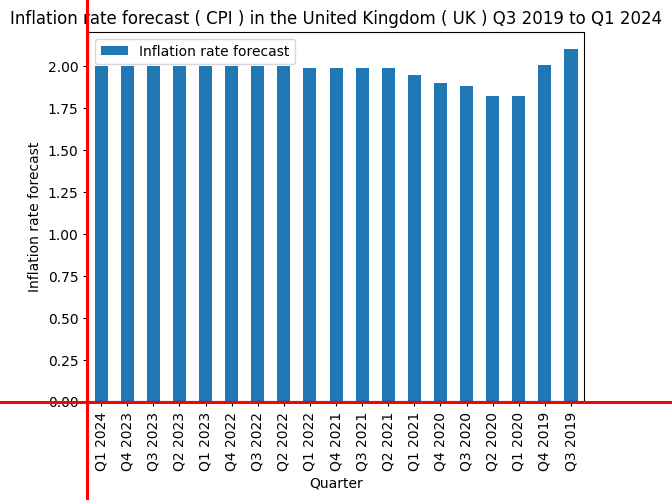 Inflation rate forecast ( CPI ) in the United Kingdom ( UK ) Q3 2019 to Q1 2024
Inflation rate forecast
2.00
1.75
1.50
1.25
1.00
0.75
0.50
0.25
0.00
Inflation rate forecast
Q1 2024
Q4 2023
Q3 2023
Q2 2023
Q1 2023
Q4 2022
Q3 2022
Q2 2022
Q1 2022
Q4 2021
Q3 2021
Q2 2021
Q1 2021
Q4 2020
Q3 2020
Q2 2020
Q1 2020
Q4 2019
Q3 2019
Quarter